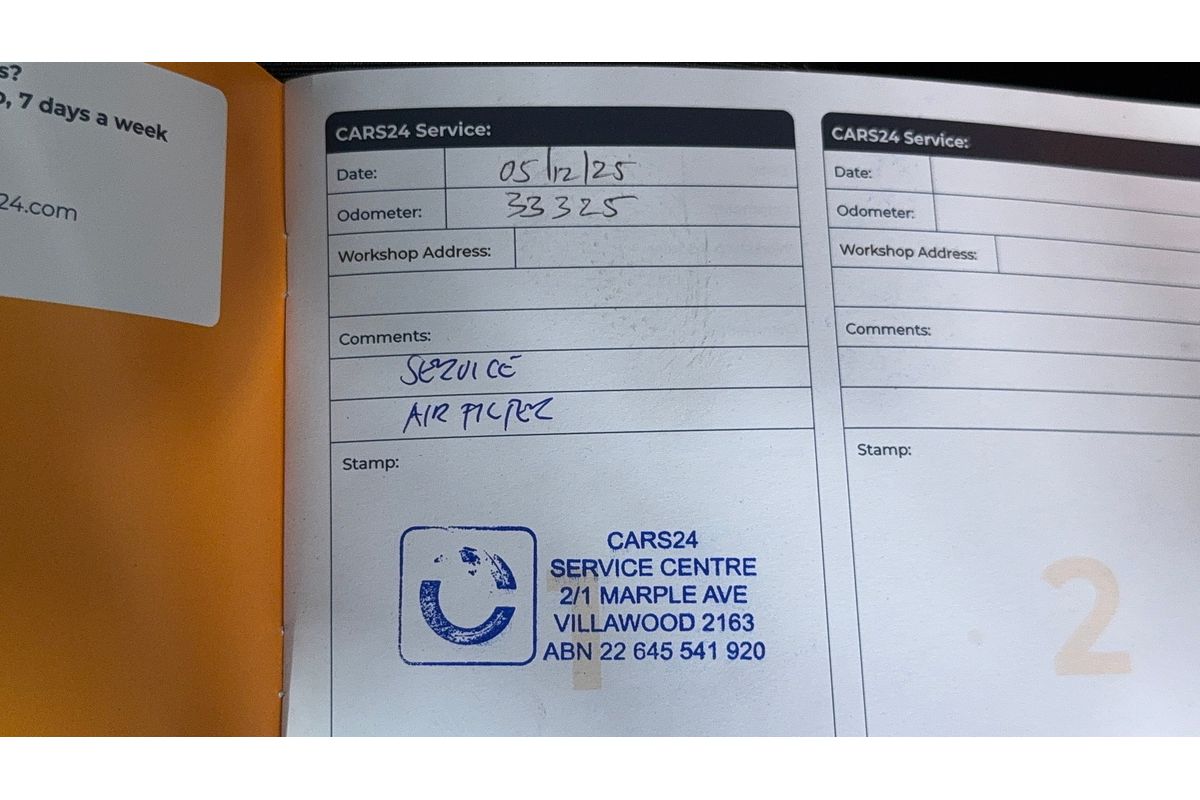 s?
, 7 days a week
24.com
CARS24 Service:
Date: 05/12/25
Odometer: 33325
Workshop Address:
Comments:
SERVICE
AIR FILTER
Stamp:
CARS24
SERVICE CENTRE
2/1 MARPLE AVE
VILLAWOOD 2163
ABN 22 645 541 920
1
CARS24 Service:
Date:
Odometer:
Workshop Address:
Comments:
Stamp:
2